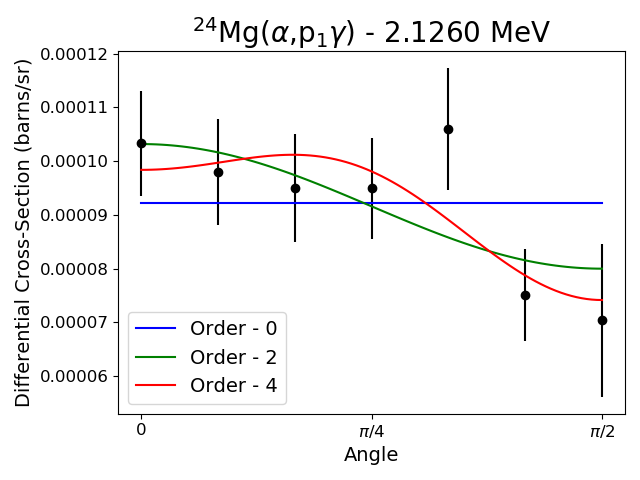 ²⁴Mg(α,p₁γ) - 2.1260 MeV
Differential Cross-Section (barns/sr)
0.00012
0.00011
0.00010
0.00009
0.00008
0.00007
0.00006
Order - 0
Order - 2
Order - 4
0
π/4
π/2
Angle